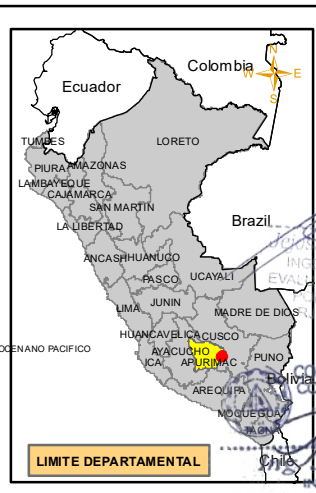 Colombia
Ecuador
W E
S
TUMBES
LORETO
PIURA AMAZONAS
LAMBAYEQUE
CAJAMARCA
SAN MARTIN
LA LIBERTAD
Brazil
ANCASH HUANUCO
UCAYALI
PASCO
JUNIN
LIMA
MADRE DE DIOS
HUANCAVELICA CUSCO
OCENANO PACIFICO
AYACUCHO
ICA APURIMAC
PUNO
Bolivia
AREQUIPA
MOQUEGUA
TACNA
LIMITE DEPARTAMENTAL
Chile